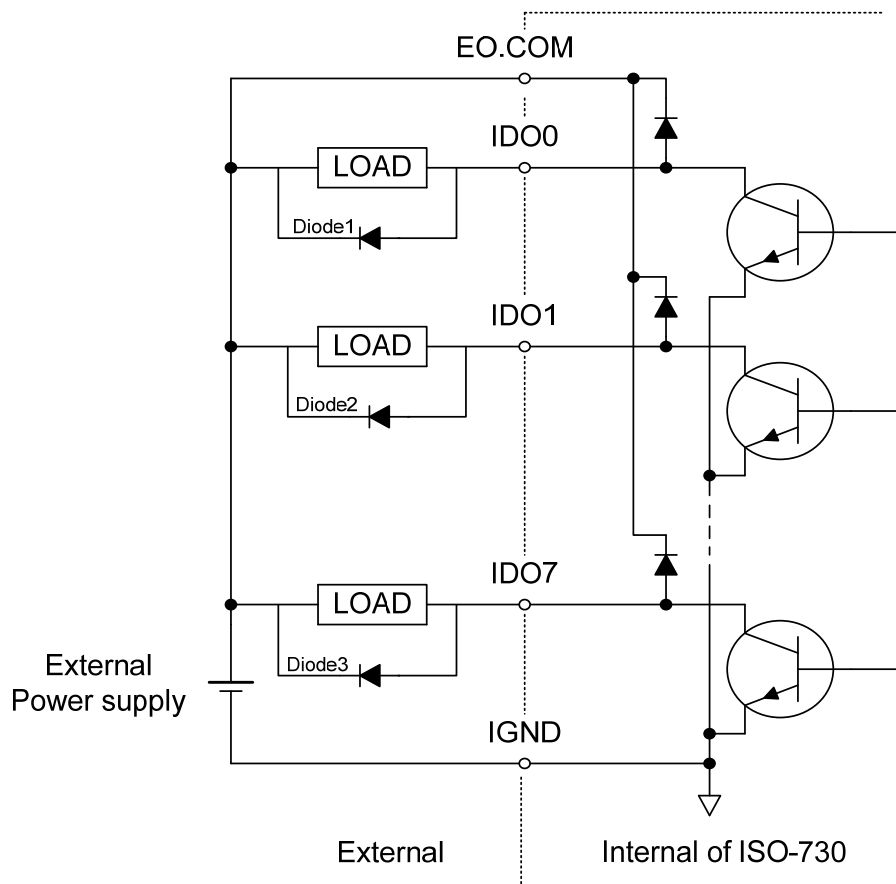 EO.COM
IDO0
LOAD
Diode1
IDO1
LOAD
Diode2
IDO7
LOAD
Diode3
External
Power supply
IGND
External
Internal of ISO-730